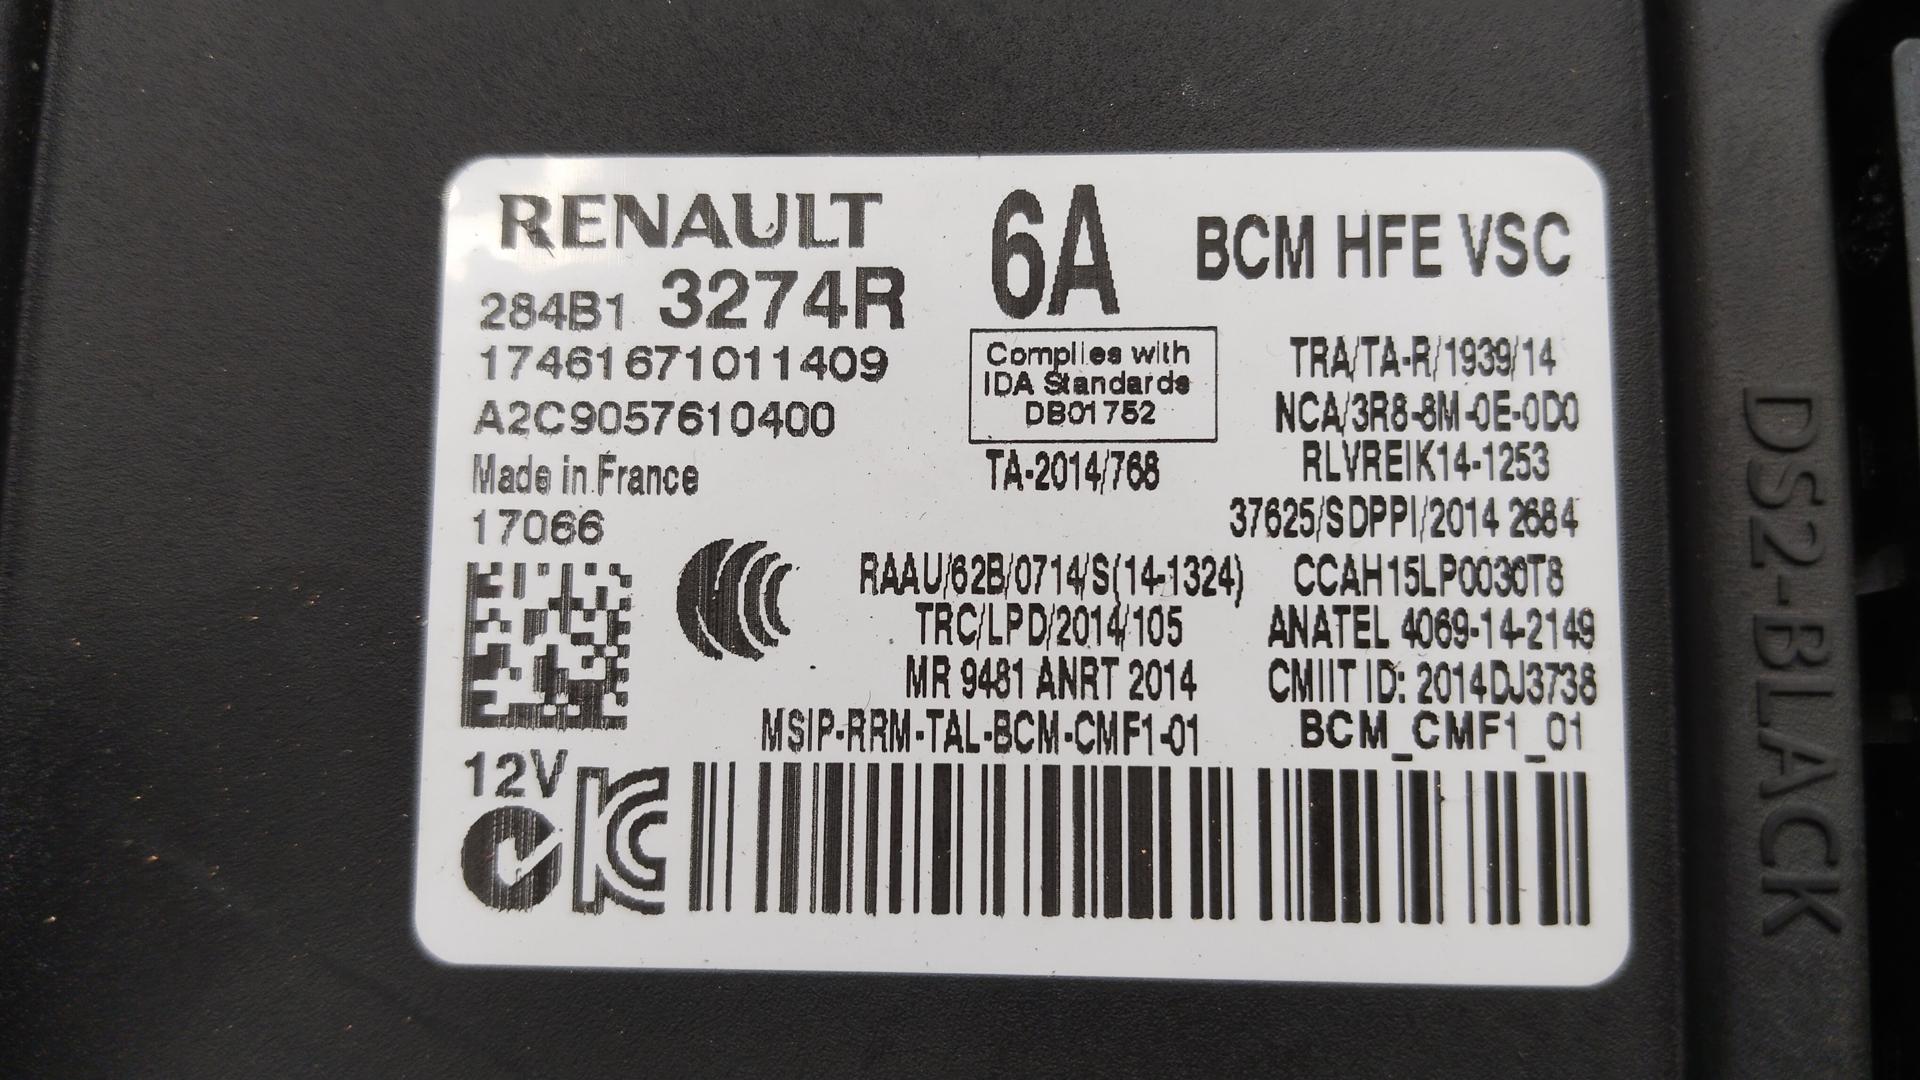 RENAULT
284B1 3274R
17461671011409
A2C9057610400
Made in France
17066
6A
BCM HFE VSC
Complies with
IDA Standards
DB01752
TA-2014/768
TRA/TA-R/1939/14
NCA/3R8-8M-0E-0D0
RLVREIK14-1253
37625/SDPPI/2014 2684
RAAU/62B/0714/S(14-1324)
CCAH15LP0030T8
TRC/LPD/2014/105
ANATEL 4069-14-2149
MR 9481 ANRT 2014
CMIIT ID: 2014DJ3738
MSIP-RRM-TAL-BCM-CMF1-01
BCM_CMF1_01
12V
DS2-BLACK